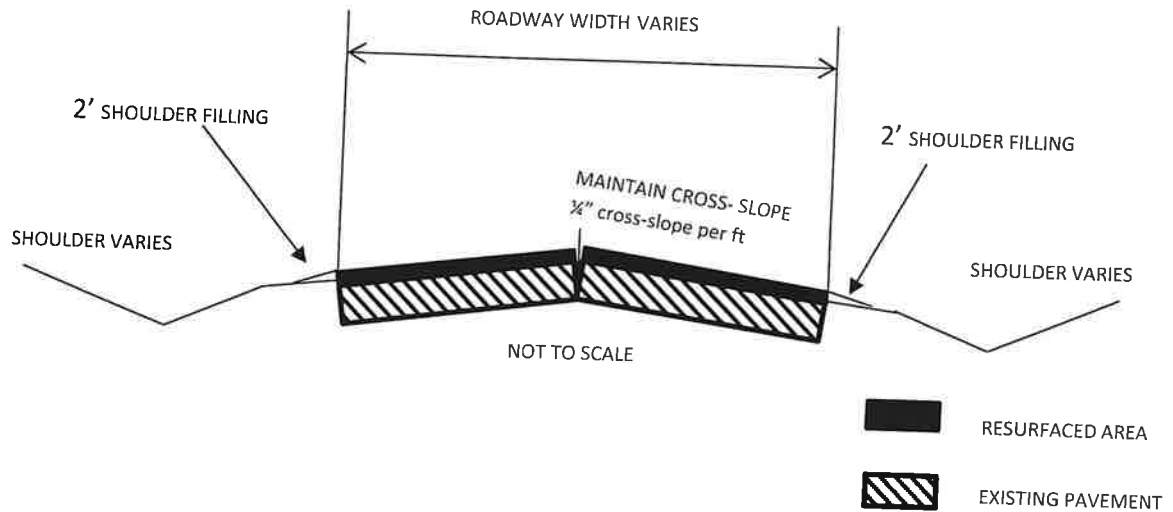 ROADWAY WIDTH VARIES
2' SHOULDER FILLING
2' SHOULDER FILLING
MAINTAIN CROSS- SLOPE
¼" cross-slope per ft
SHOULDER VARIES
SHOULDER VARIES
NOT TO SCALE
RESURFACED AREA
EXISTING PAVEMENT